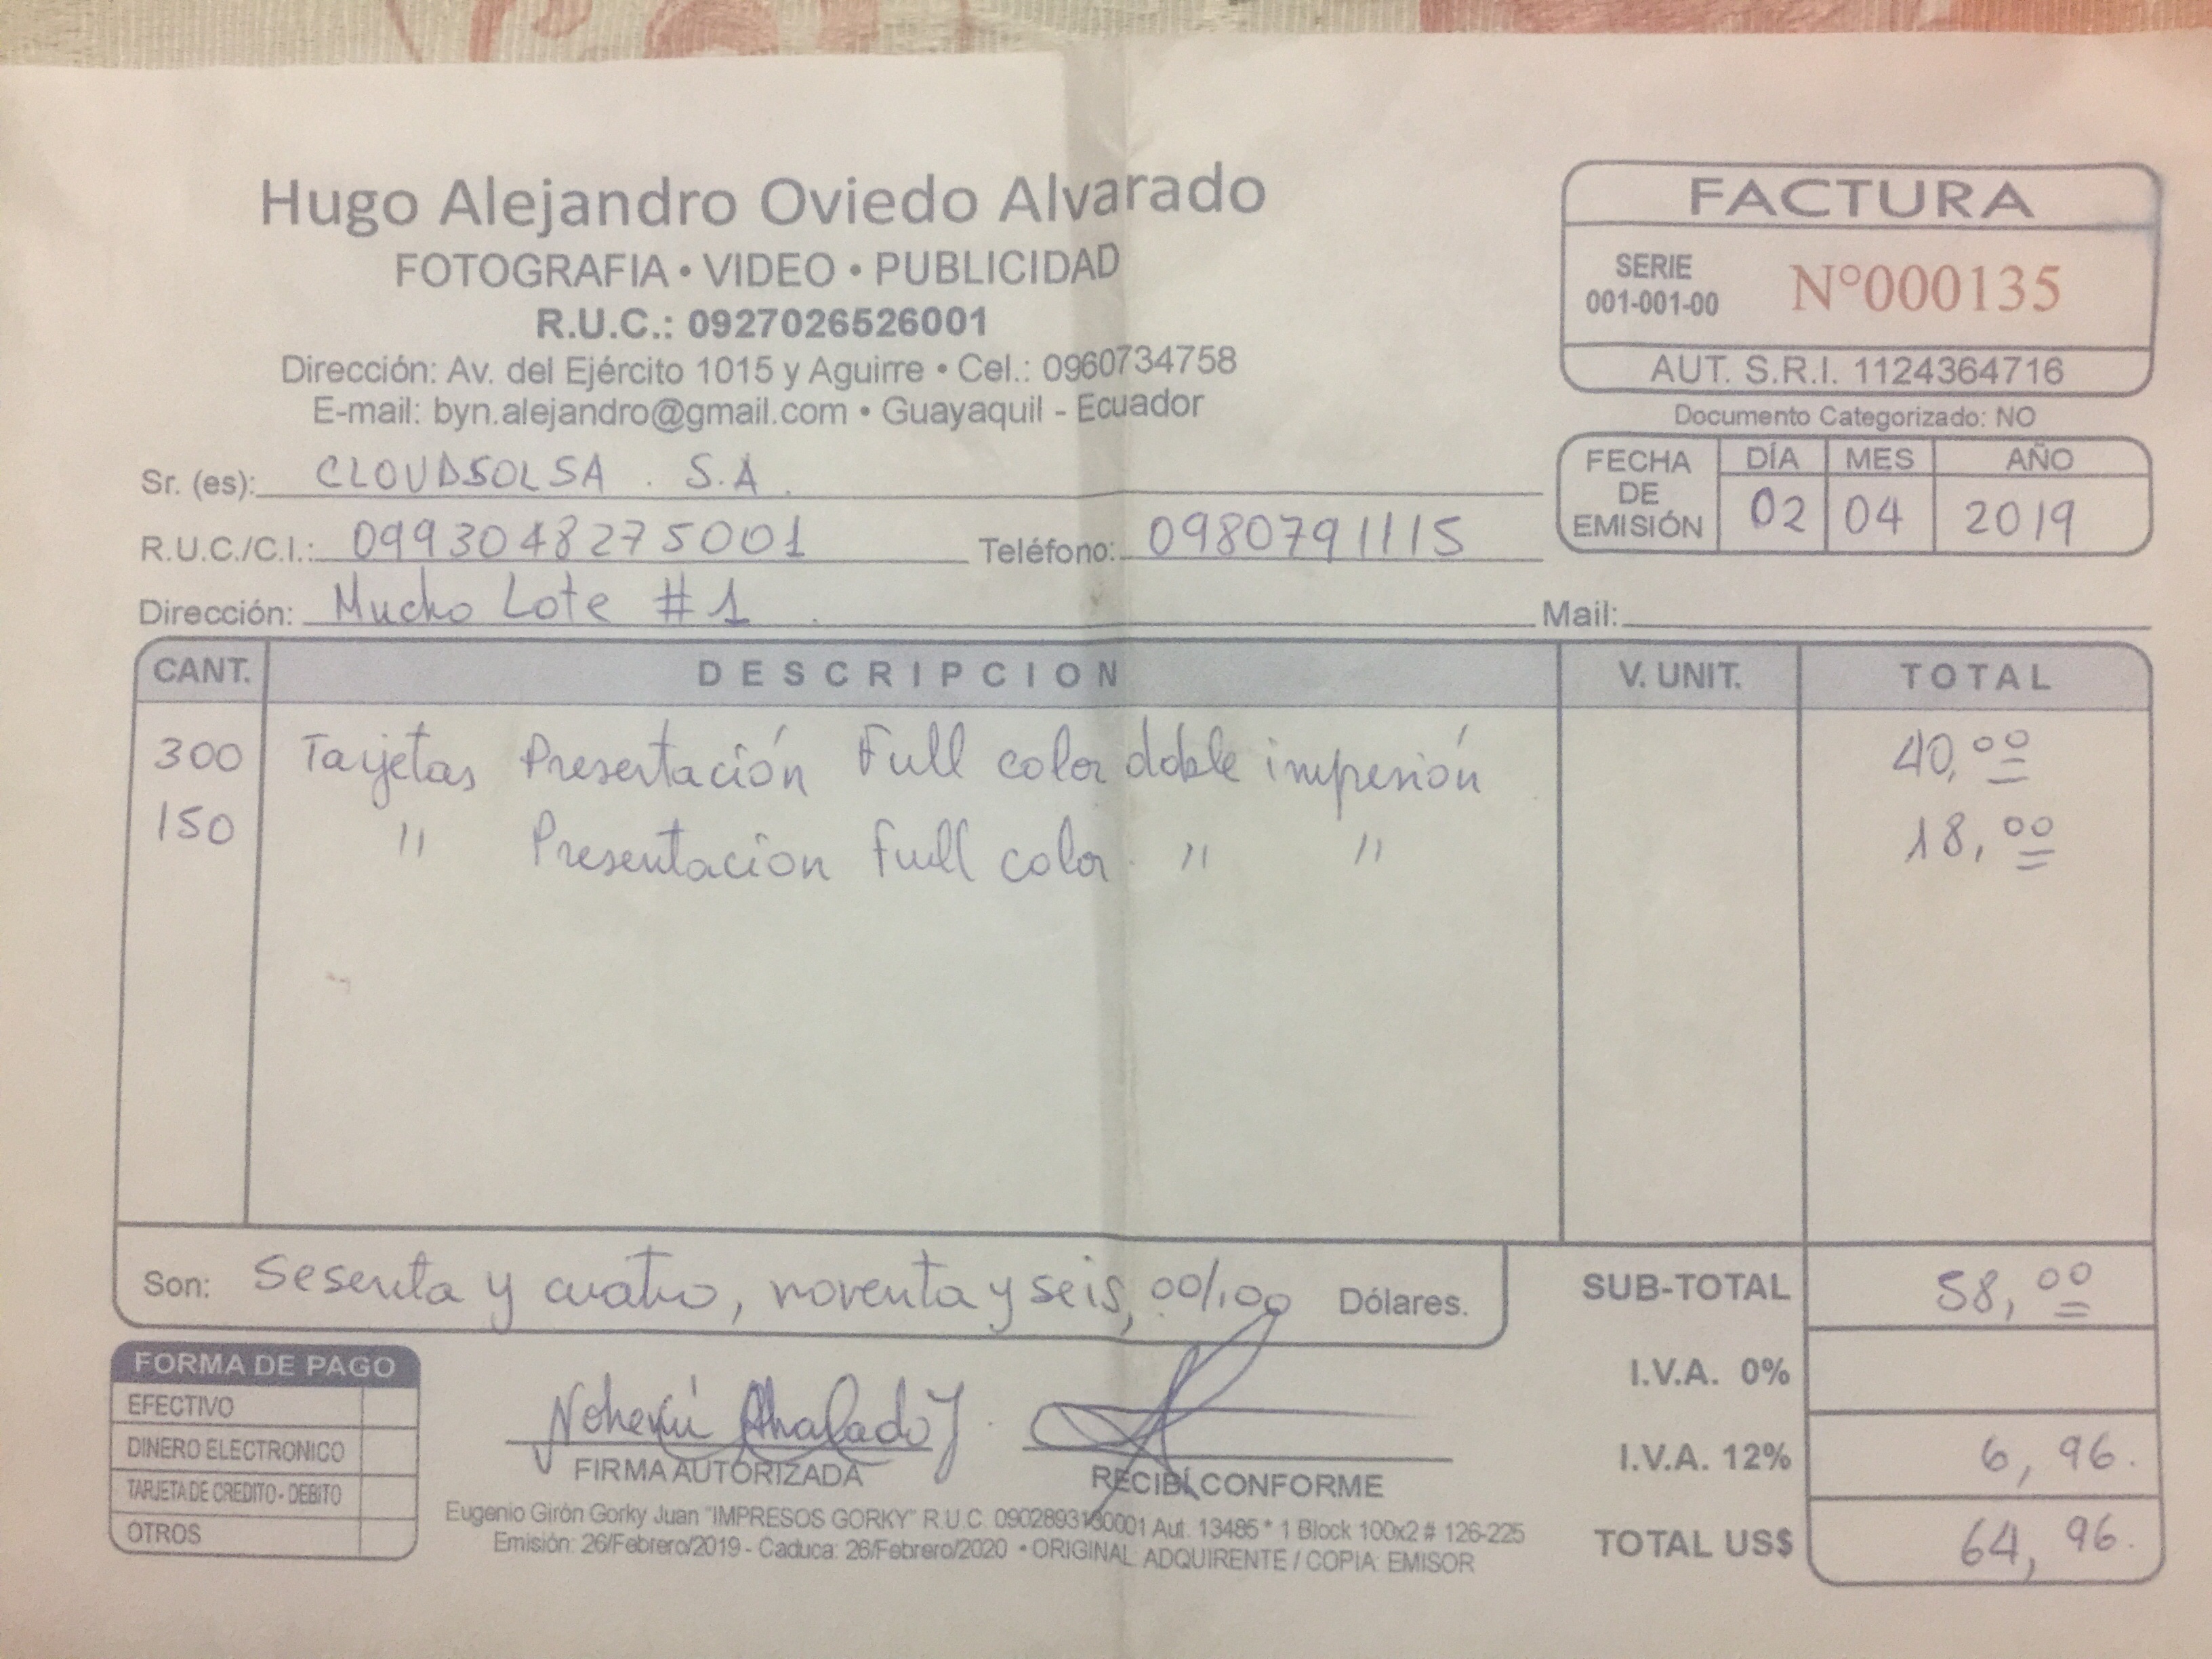 Hugo Alejandro Oviedo Alvarado
FOTOGRAFIA • VIDEO • PUBLICIDAD
R.U.C.: 0927026526001
Dirección: Av. del Ejército 1015 y Aguirre • Cel.: 0960734758
E-mail: byn.alejandro@gmail.com • Guayaquil - Ecuador
FACTURA
SERIE
001-001-00 N°000135
AUT. S.R.I. 1124364716
Documento Categorizado: NO
Sr. (es): CLOUDSOLSA . S.A.
R.U.C./C.I.: 0993048275001 Teléfono: 0980791115
FECHA DE EMISIÓN DÍA MES AÑO
02 04 2019
Dirección: Mucho Lote #1. Mail:
CANT. DESCRIPCION V. UNIT. TOTAL
300 Tarjetas Presentación Full color doble impresión 40,00
150 " Presentacion full color. " " 18,00
Son: Sesenta y cuatro, noventa y seis, 00/100 Dólares.
SUB-TOTAL 58,00
I.V.A. 0%
I.V.A. 12% 6,96.
TOTAL US$ 64,96.
FORMA DE PAGO
EFECTIVO
DINERO ELECTRONICO
TARJETA DE CREDITO - DEBITO
OTROS
FIRMA AUTORIZADA
RECIBÍ CONFORME
Eugenio Girón Gorky Juan "IMPRESOS GORKY" R.U.C. Aut. 13486 * 1 Block 100x2 # 126-225
Emisión: 26/Febrero/2019 - Caduca: 26/Febrero/2020 • ORIGINAL: ADQUIRENTE / COPIA: EMISOR